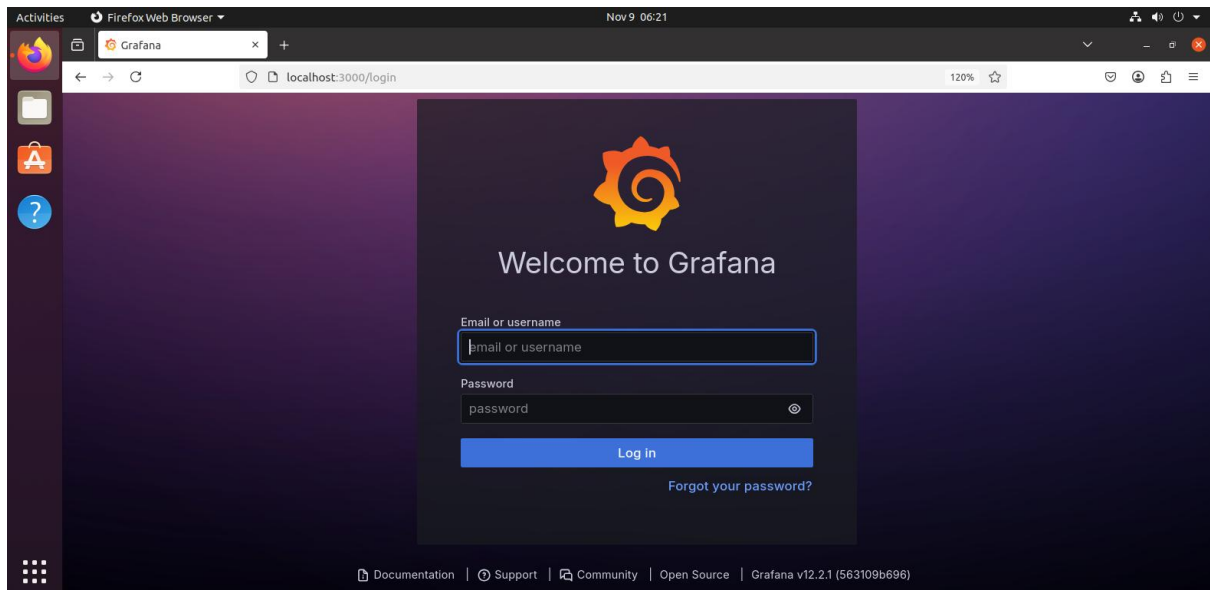 Activities Firefox Web Browser Nov 9 06:21
Grafana
localhost:3000/login 120%
Welcome to Grafana
Email or username
email or username
Password
password
Log in
Forgot your password?
Documentation | Support | Community | Open Source | Grafana v12.2.1 (563109b696)